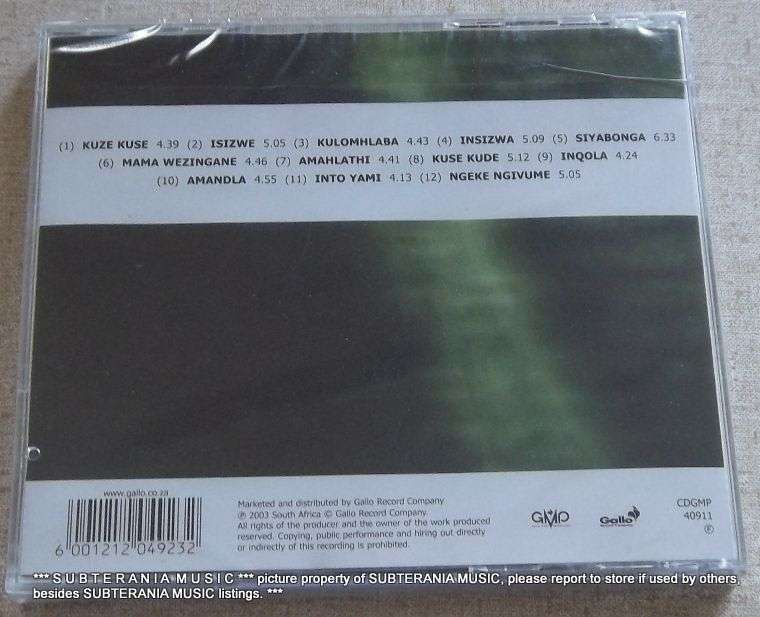 (1) KUZE KUSE 4.39 (2) ISIZWE 5.05 (3) KULOMHLABA 4.43 (4) INSIZWA 5.09 (5) SIYABONGA 6.33
(6) MAMA WEZINGANE 4.46 (7) AMAHLATHI 4.41 (8) KUSE KUDE 5.12 (9) INQOLA 4.24
(10) AMANDLA 4.55 (11) INTO YAMI 4.13 (12) NGEKE NGIVUME 5.05
www.gallo.co.za
6 001212 049232
Marketed and distributed by Gallo Record Company
℗ 2003 South Africa © Gallo Record Company.
All rights of the producer and the owner of the work produced
reserved. Copying, public performance and hiring out directly
or indirectly of this recording is prohibited.
GMP
Gallo
CDGMP
40911
℗
*** S U B T E R A N I A M U S I C *** picture property of SUBTERANIA MUSIC, please report to store if used by others,
besides SUBTERANIA MUSIC listings. ***